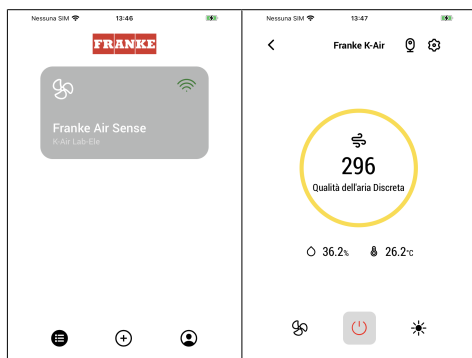 Nessuna SIM 13:46
FRANKE
Franke Air Sense
K-Air Lab-Efe
Nessuna SIM 13:47
Franke K-Air
296
Qualità dell'aria Discreta
36.2% 26.2°C